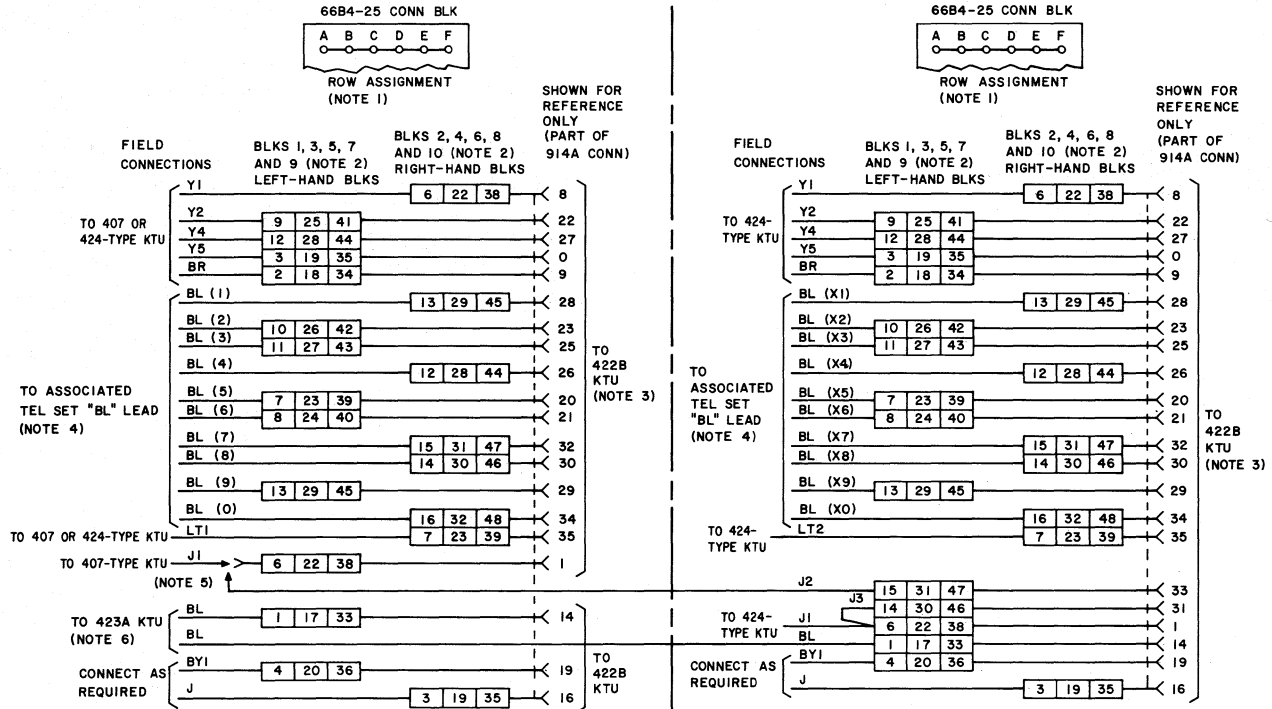 66B4-25 CONN BLK
A B C D E F
ROW ASSIGNMENT
(NOTE 1)
SHOWN FOR
REFERENCE
ONLY
(PART OF
914A CONN)
FIELD
CONNECTIONS
BLKS 1, 3, 5, 7
AND 9 (NOTE 2)
LEFT-HAND BLKS
BLKS 2, 4, 6, 8
AND 10 (NOTE 2)
RIGHT-HAND BLKS
TO 407 OR
424-TYPE KTU
Y1 6 22 38 8
Y2 9 25 41 22
Y4 12 28 44 27
Y5 3 19 35 0
BR 2 18 34 9
TO ASSOCIATED
TEL SET "BL" LEAD
(NOTE 4)
BL (1) 13 29 45 28
BL (2) 10 26 42 23
BL (3) 11 27 43 25
BL (4) 12 28 44 26
BL (5) 7 23 39 20
BL (6) 8 24 40 21
BL (7) 15 31 47 32
BL (8) 14 30 46 30
BL (9) 13 29 45 29
BL (0) 16 32 48 34
TO 407 OR 424-TYPE KTU LT1 7 23 39 35
TO 407-TYPE KTU J1 6 22 38 1
(NOTE 5)
TO
422B
KTU
(NOTE 3)
TO 423A KTU
(NOTE 6)
BL 1 17 33 14
BL
CONNECT AS
REQUIRED
BY1 4 20 36 19
J 3 19 35 16
TO
422B
KTU
66B4-25 CONN BLK
A B C D E F
ROW ASSIGNMENT
(NOTE 1)
SHOWN FOR
REFERENCE
ONLY
(PART OF
914A CONN)
FIELD
CONNECTIONS
BLKS 1, 3, 5, 7
AND 9 (NOTE 2)
LEFT-HAND BLKS
BLKS 2, 4, 6, 8
AND 10 (NOTE 2)
RIGHT-HAND BLKS
TO 424-
TYPE KTU
Y1 6 22 38 8
Y2 9 25 41 22
Y4 12 28 44 27
Y5 3 19 35 0
BR 2 18 34 9
TO
ASSOCIATED
TEL SET
"BL" LEAD
(NOTE 4)
BL (X1) 13 29 45 28
BL (X2) 10 26 42 23
BL (X3) 11 27 43 25
BL (X4) 12 28 44 26
BL (X5) 7 23 39 20
BL (X6) 8 24 40 21
BL (X7) 15 31 47 32
BL (X8) 14 30 46 30
BL (X9) 13 29 45 29
BL (X0) 16 32 48 34
TO 424-
TYPE KTU
LT2 7 23 39 35
J2 15 31 47 33
J3 14 30 46 31
TO 424-
TYPE KTU
J1 6 22 38 1
BL 1 17 33 14
CONNECT AS
REQUIRED
BY1 4 20 36 19
J 3 19 35 16
TO
422B
KTU
(NOTE 3)